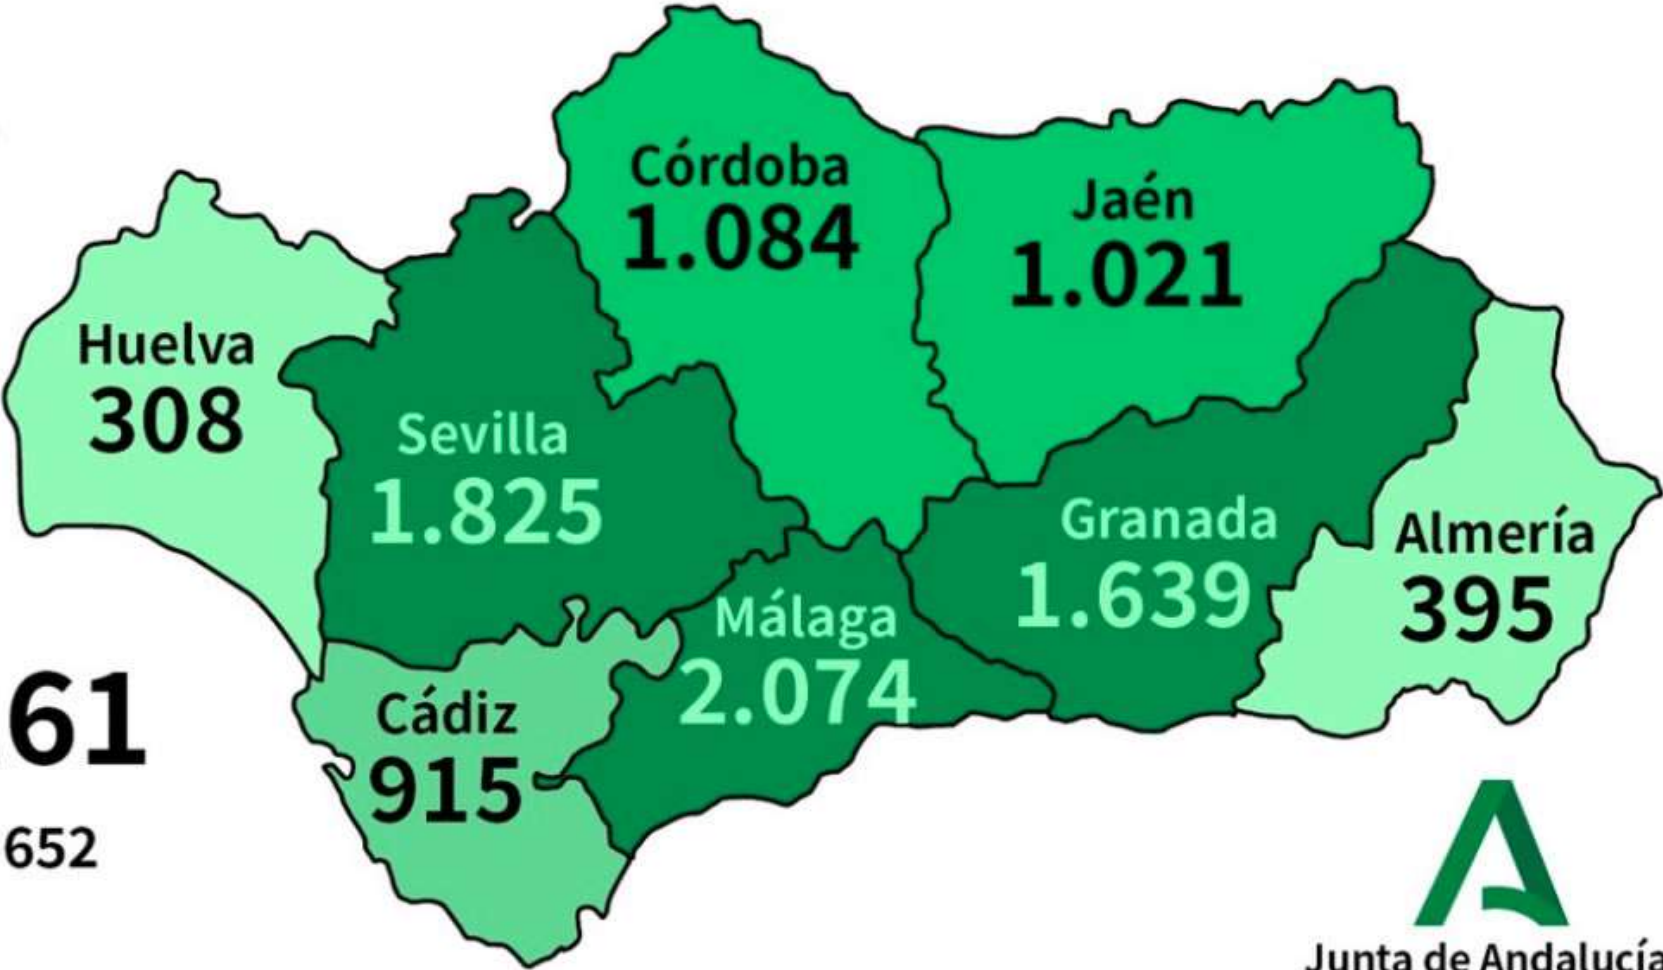 Córdoba
1.084
Jaén
1.021
Huelva
308
Sevilla
1.825
Granada
1.639
Almería
395
Málaga
2.074
Cádiz
915
61
652
Junta de Andalucía